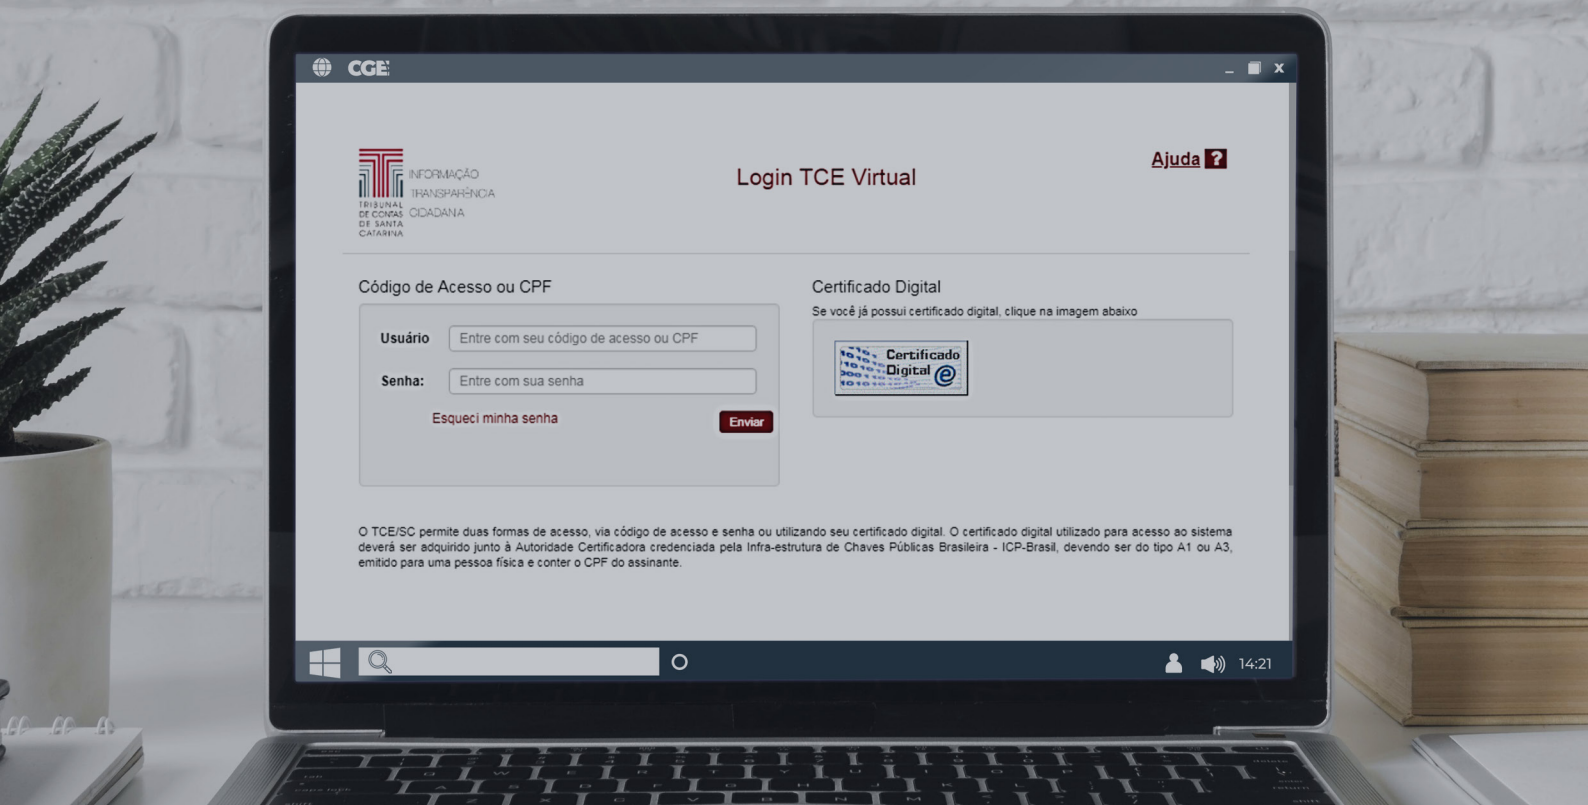 CGE
INFORMAÇÃO
TRANSPARÊNCIA
CIDADANIA
TRIBUNAL
DE CONTAS
DE SANTA
CATARINA
Login TCE Virtual
Ajuda ?
Código de Acesso ou CPF
Usuário
Entre com seu código de acesso ou CPF
Senha:
Entre com sua senha
Esqueci minha senha
Enviar
Certificado Digital
Se você já possui certificado digital, clique na imagem abaixo
Certificado
Digital e
O TCE/SC permite duas formas de acesso, via código de acesso e senha ou utilizando seu certificado digital. O certificado digital utilizado para acesso ao sistema
deverá ser adquirido junto à Autoridade Certificadora credenciada pela Infra-estrutura de Chaves Públicas Brasileira - ICP-Brasil, devendo ser do tipo A1 ou A3,
emitido para uma pessoa física e conter o CPF do assinante.
14:21